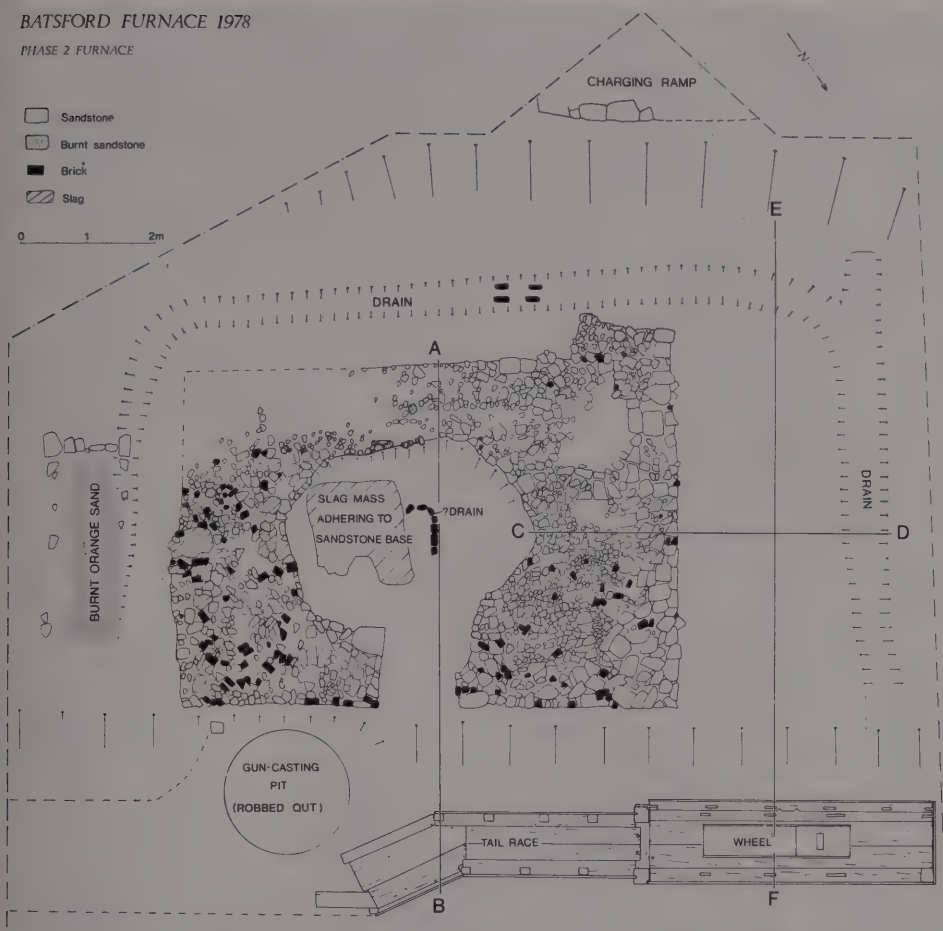 BATSFORD FURNACE 1978
PHASE 2 FURNACE
Sandstone
Burnt sandstone
Brick
Slag
0 1 2m
CHARGING RAMP
N
E
DRAIN
A
SLAG MASS
ADHERING TO
SANDSTONE BASE
?DRAIN
C
D
DRAIN
BURNT ORANGE SAND
GUN-CASTING
PIT
(ROBBED OUT)
TAIL RACE
WHEEL
B
F